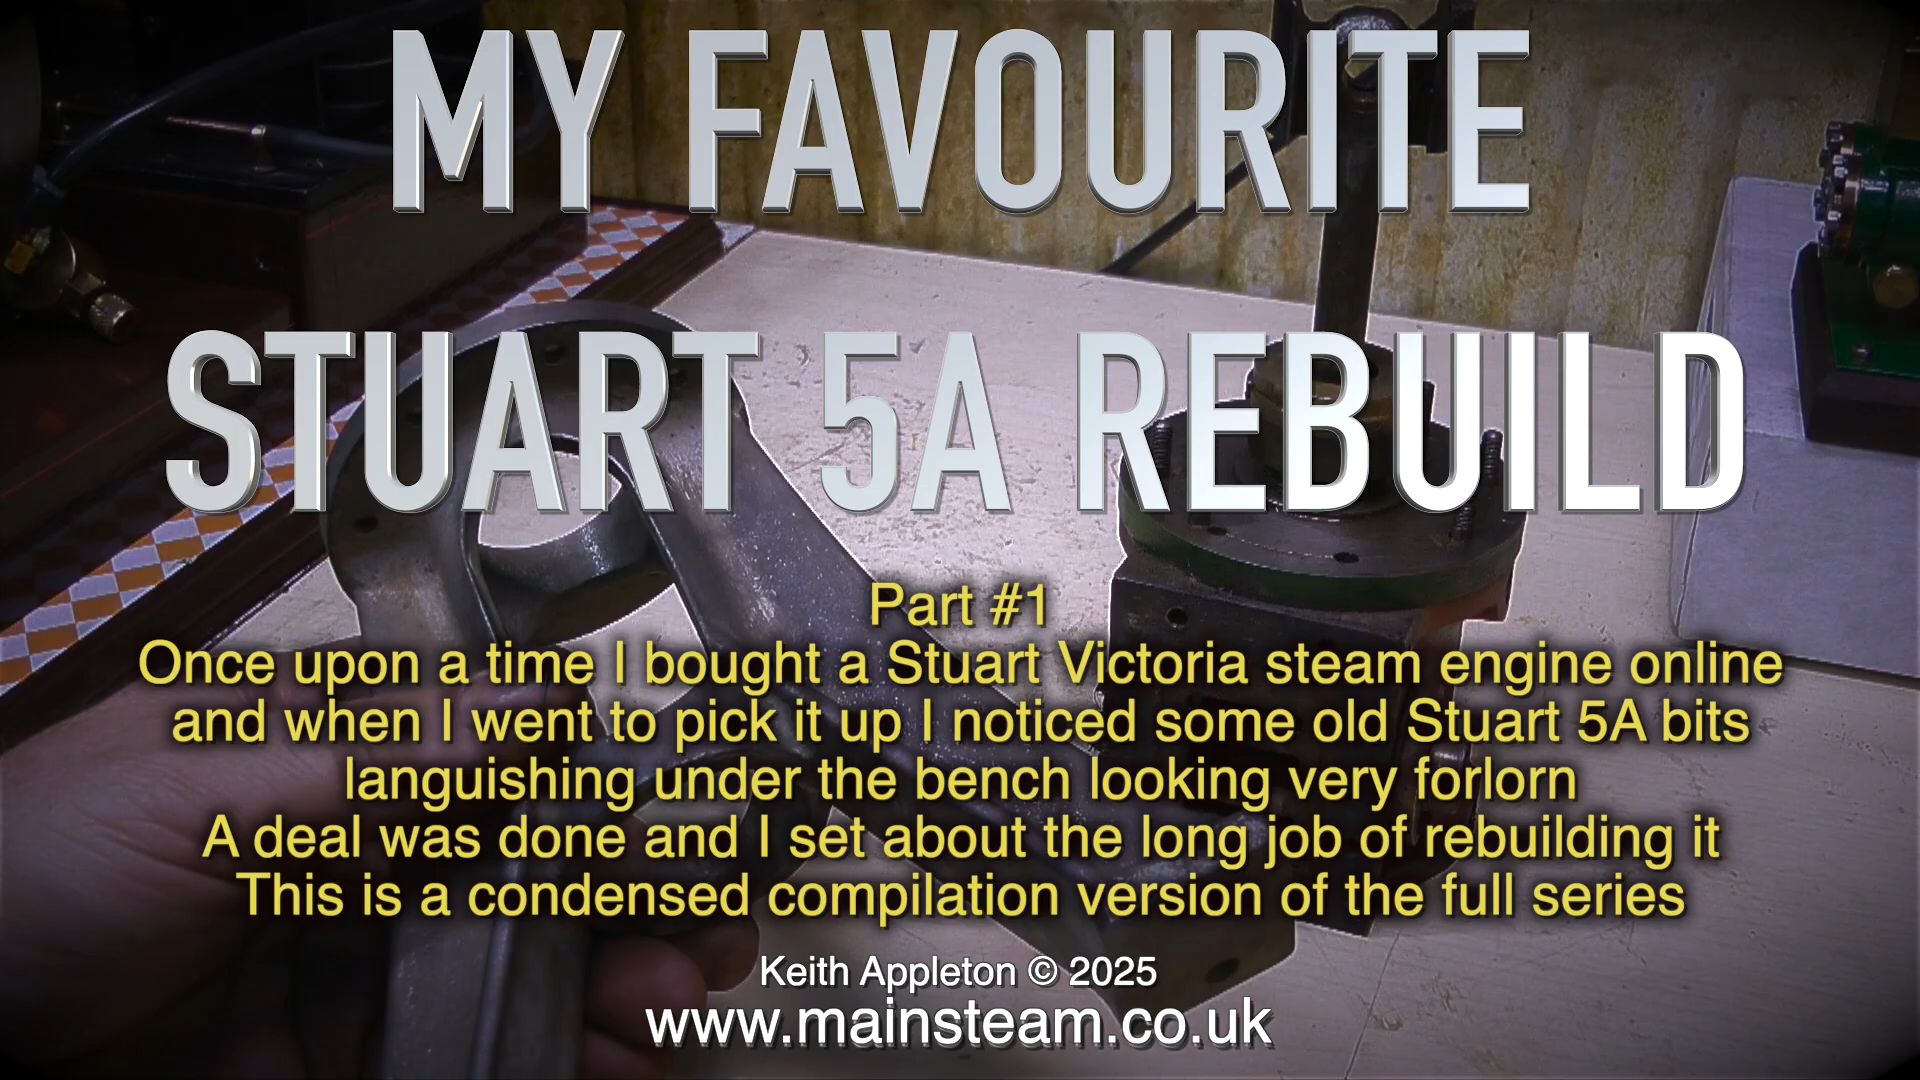 MY FAVOURITE
STUART 5A REBUILD
Part #1
Once upon a time I bought a Stuart Victoria steam engine online
and when I went to pick it up I noticed some old Stuart 5A bits
languishing under the bench looking very forlorn
A deal was done and I set about the long job of rebuilding it
This is a condensed compilation version of the full series
Keith Appleton © 2025
www.mainsteam.co.uk